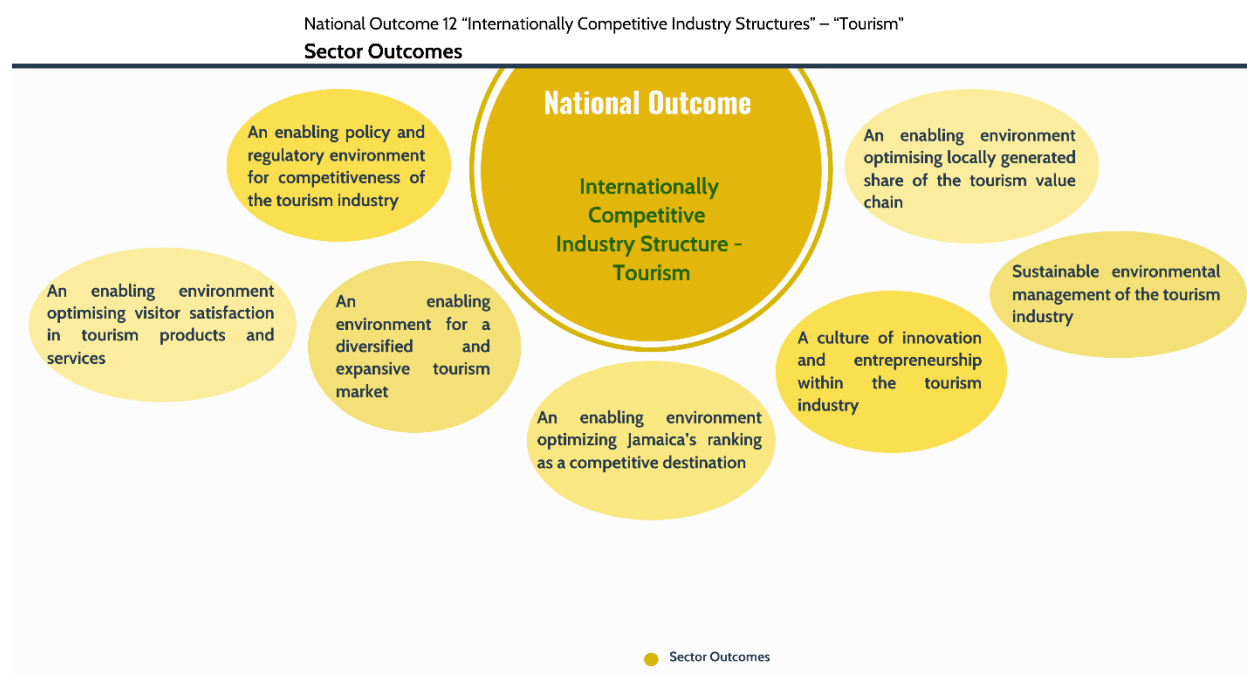 National Outcome 12 “Internationally Competitive Industry Structures” – “Tourism"
Sector Outcomes
National Outcome
Internationally
Competitive
Industry Structure -
Tourism
An enabling policy and
regulatory environment
for competitiveness of
the tourism industry
An enabling environment
optimising visitor satisfaction
in tourism products and
services
An enabling
environment for a
diversified and
expansive tourism
market
An enabling environment
optimizing Jamaica's ranking
as a competitive destination
A culture of innovation
and entrepreneurship
within the tourism
industry
Sustainable environmental
management of the tourism
industry
An enabling environment
optimising locally generated
share of the tourism value
chain
Sector Outcomes